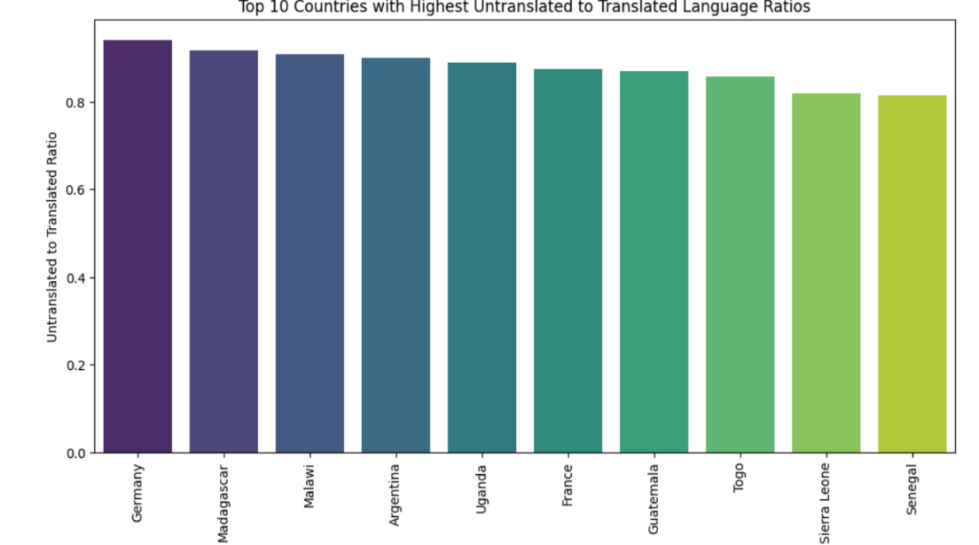 Top 10 Countries with Highest Untranslated to Translated Language Ratios
Untranslated to Translated Ratio
0.8
0.6
0.4
0.2
0.0
Germany
Madagascar
Malawi
Argentina
Uganda
France
Guatemala
Togo
Sierra Leone
Senegal